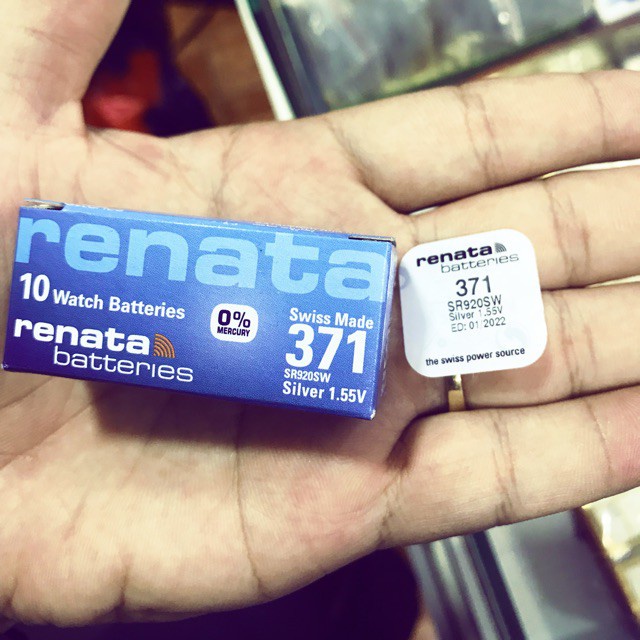 renata
10 Watch Batteries
0%
MERCURY
renata
batteries
Swiss Made
371
SR920SW
Silver 1.55V
renata
batteries
371
SR920SW
Silver 1.55V
ED: 01 2022
the swiss power source